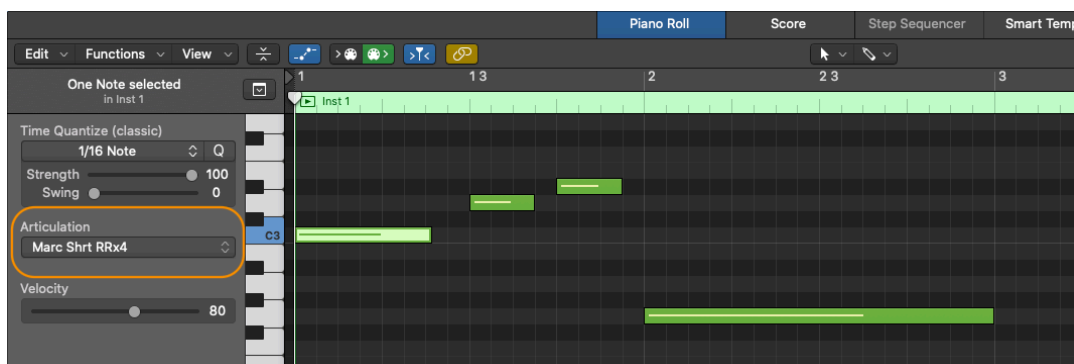 Piano Roll Score Step Sequencer Smart Temp
Edit Functions View
One Note selected
in Inst 1
1 1 3 2 2 3 3
Inst 1
Time Quantize (classic)
1/16 Note Q
Strength 100
Swing 0
Articulation
Marc Shrt RRx4
C3
Velocity
80